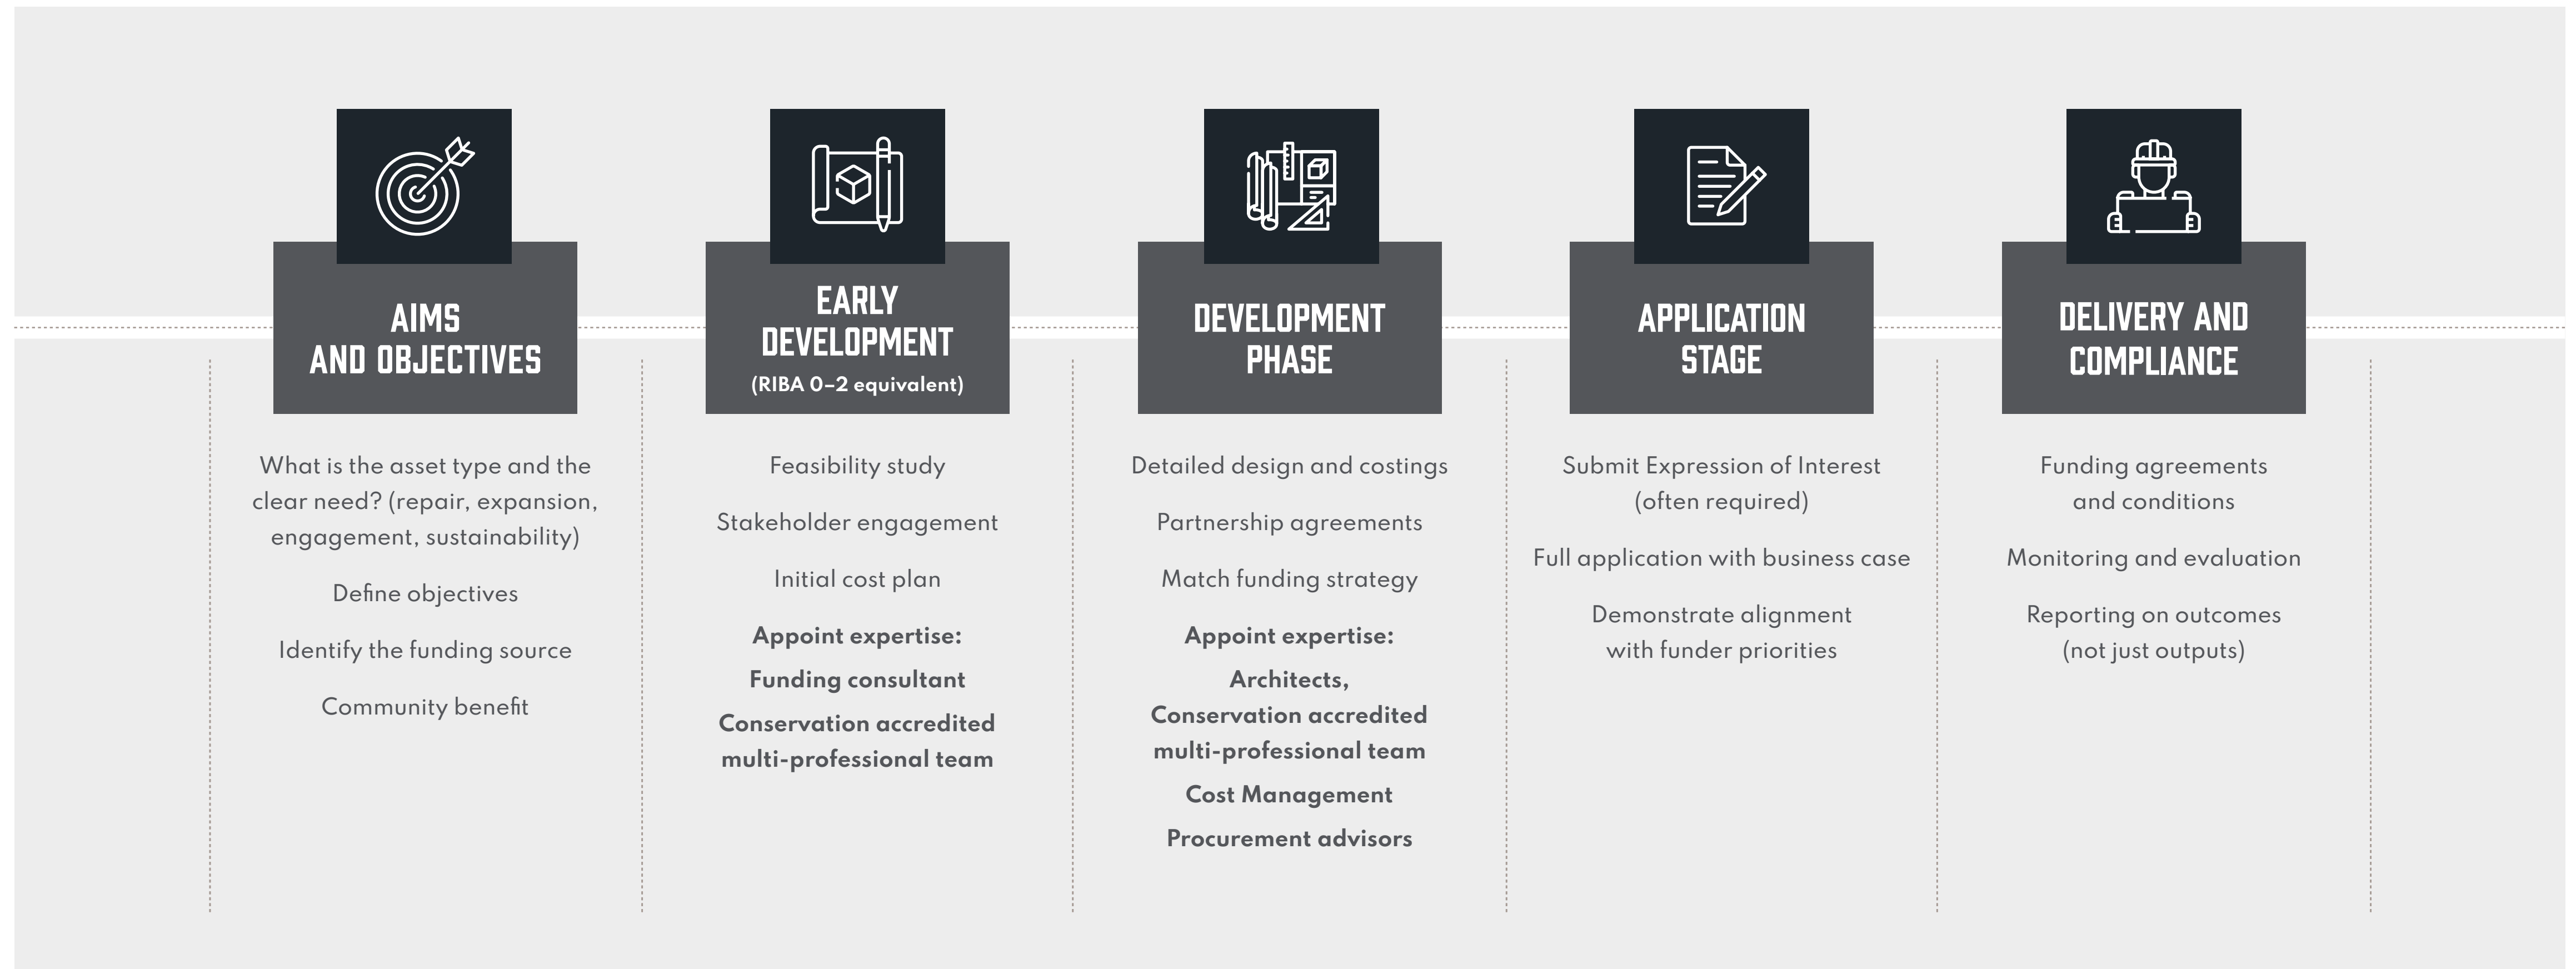 AIMS
AND OBJECTIVES
What is the asset type and the
clear need? (repair, expansion,
engagement, sustainability)
Define objectives
Identify the funding source
Community benefit
EARLY
DEVELOPMENT
(RIBA 0–2 equivalent)
Feasibility study
Stakeholder engagement
Initial cost plan
Appoint expertise:
Funding consultant
Conservation accredited
multi-professional team
DEVELOPMENT
PHASE
Detailed design and costings
Partnership agreements
Match funding strategy
Appoint expertise:
Architects,
Conservation accredited
multi-professional team
Cost Management
Procurement advisors
APPLICATION
STAGE
Submit Expression of Interest
(often required)
Full application with business case
Demonstrate alignment
with funder priorities
DELIVERY AND
COMPLIANCE
Funding agreements
and conditions
Monitoring and evaluation
Reporting on outcomes
(not just outputs)